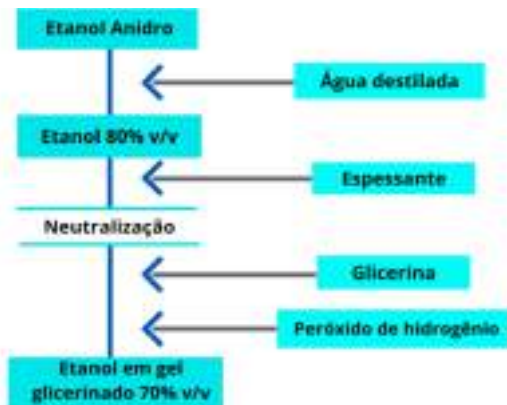 Etanol Anidro
Água destilada
Etanol 80% v/v
Espessante
Neutralização
Glicerina
Peróxido de hidrogênio
Etanol em gel
glicerinado 70% v/v